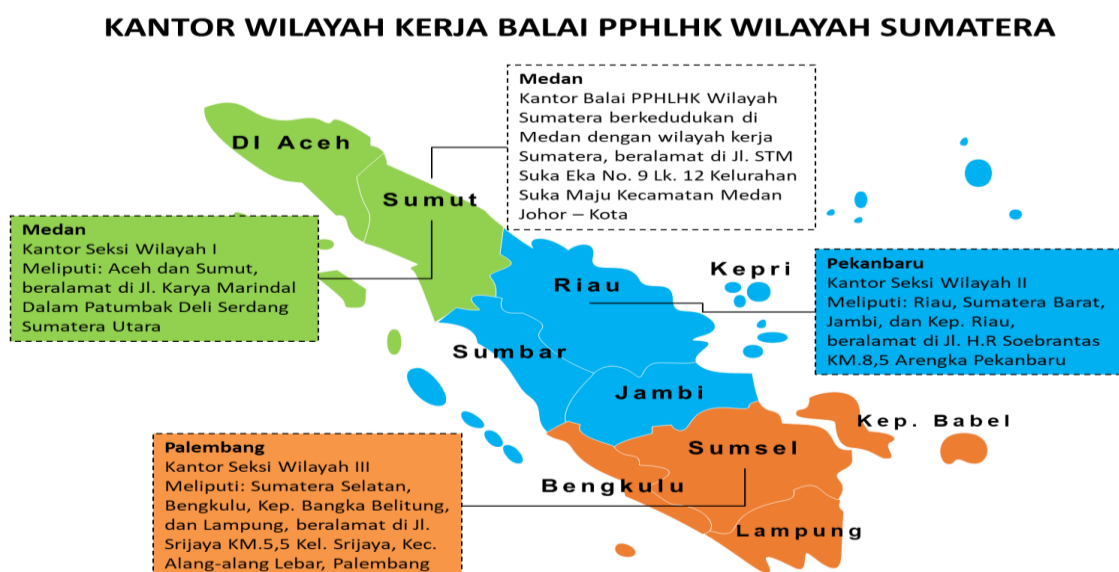 KANTOR WILAYAH KERJA BALAI PPHLHK WILAYAH SUMATERA
Medan
Kantor Balai PPHLHK Wilayah
Sumatera berkedudukan di
Medan dengan wilayah kerja
Sumatera, beralamat di Jl. STM
Suka Eka No. 9 Lk. 12 Kelurahan
Suka Maju Kecamatan Medan
Johor – Kota
DI Aceh
Sumut
Medan
Kantor Seksi Wilayah I
Meliputi: Aceh dan Sumut,
beralamat di Jl. Karya Marindal
Dalam Patumbak Deli Serdang
Sumatera Utara
Kepri
Riau
Pekanbaru
Kantor Seksi Wilayah II
Meliputi: Riau, Sumatera Barat,
Jambi, dan Kep. Riau,
beralamat di Jl. H.R Soebrantas
KM.8,5 Arengka Pekanbaru
Sumbar
Jambi
Kep. Babel
Sumsel
Palembang
Kantor Seksi Wilayah III
Meliputi: Sumatera Selatan,
Bengkulu, Kep. Bangka Belitung,
dan Lampung, beralamat di Jl.
Srijaya KM.5,5 Kel. Srijaya, Kec.
Alang-alang Lebar, Palembang
Bengkulu
Lampung